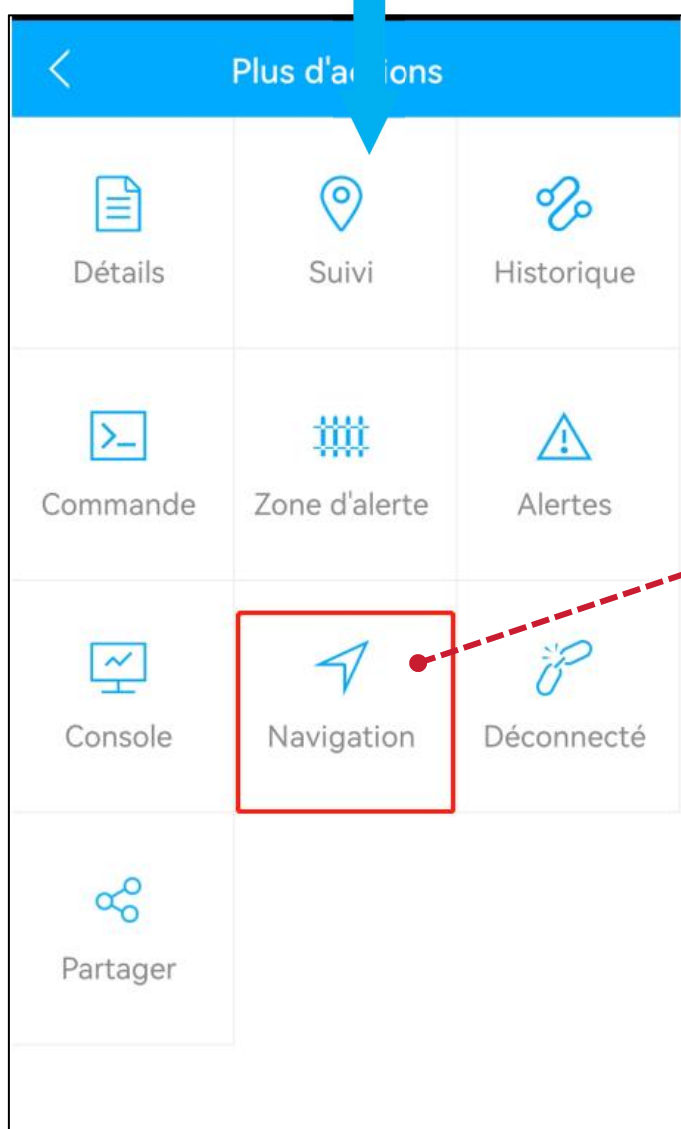 Plus d'actions
Détails
Suivi
Historique
Commande
Zone d'alerte
Alertes
Console
Navigation
Déconnecté
Partager